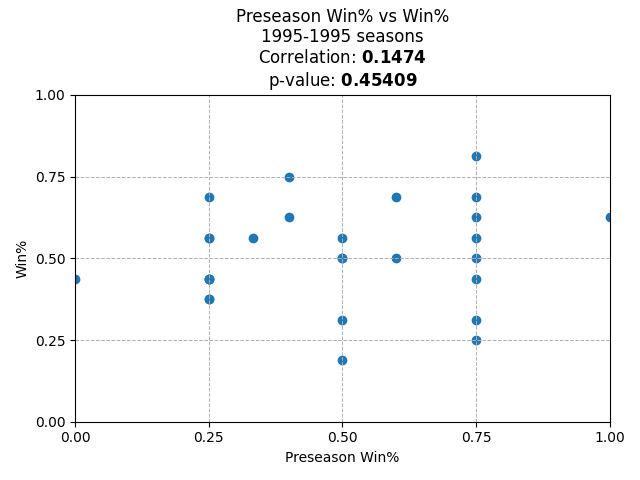 Preseason Win% vs Win%
1995-1995 seasons
Correlation: 0.1474
p-value: 0.45409
1.00
0.75
0.50
0.25
0.00
Win%
0.00 0.25 0.50 0.75 1.00
Preseason Win%